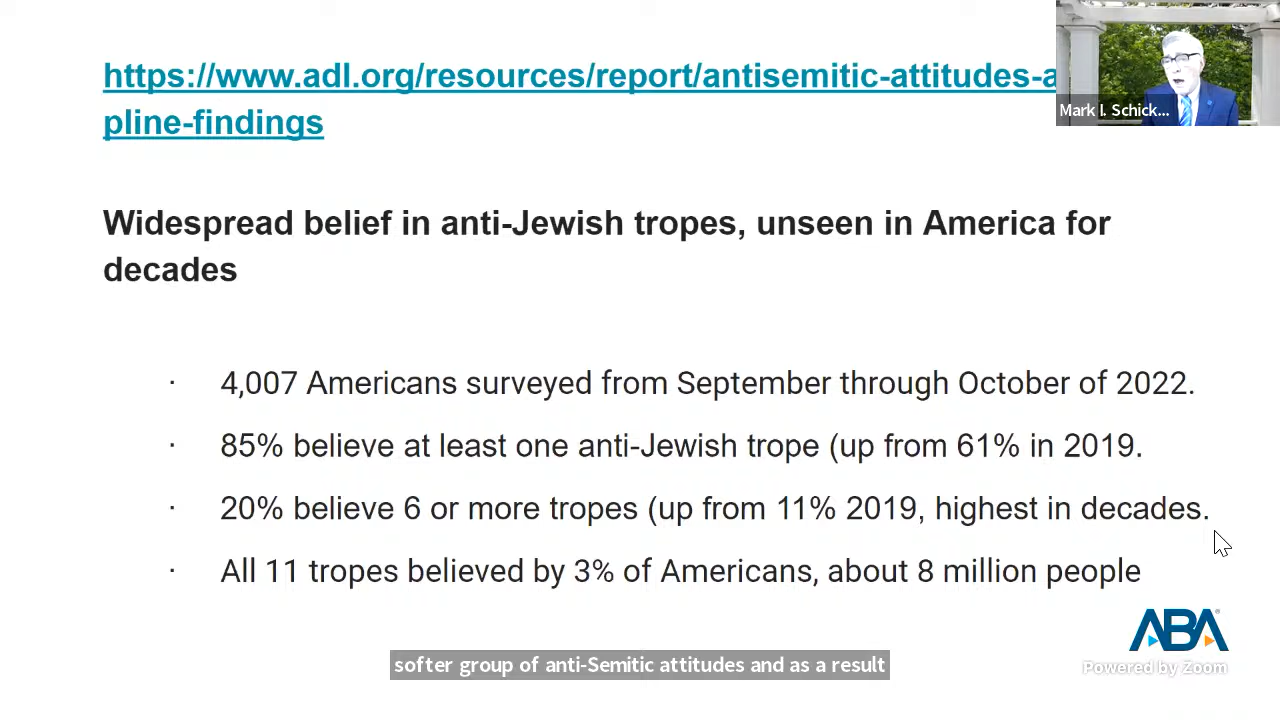 https://www.adl.org/resources/report/antisemitic-attitudes-a
pline-findings
Mark I. Schick...
Widespread belief in anti-Jewish tropes, unseen in America for
decades
· 4,007 Americans surveyed from September through October of 2022.
· 85% believe at least one anti-Jewish trope (up from 61% in 2019.
· 20% believe 6 or more tropes (up from 11% 2019, highest in decades.
· All 11 tropes believed by 3% of Americans, about 8 million people
ABA®
softer group of anti-Semitic attitudes and as a result
Powered by Zoom